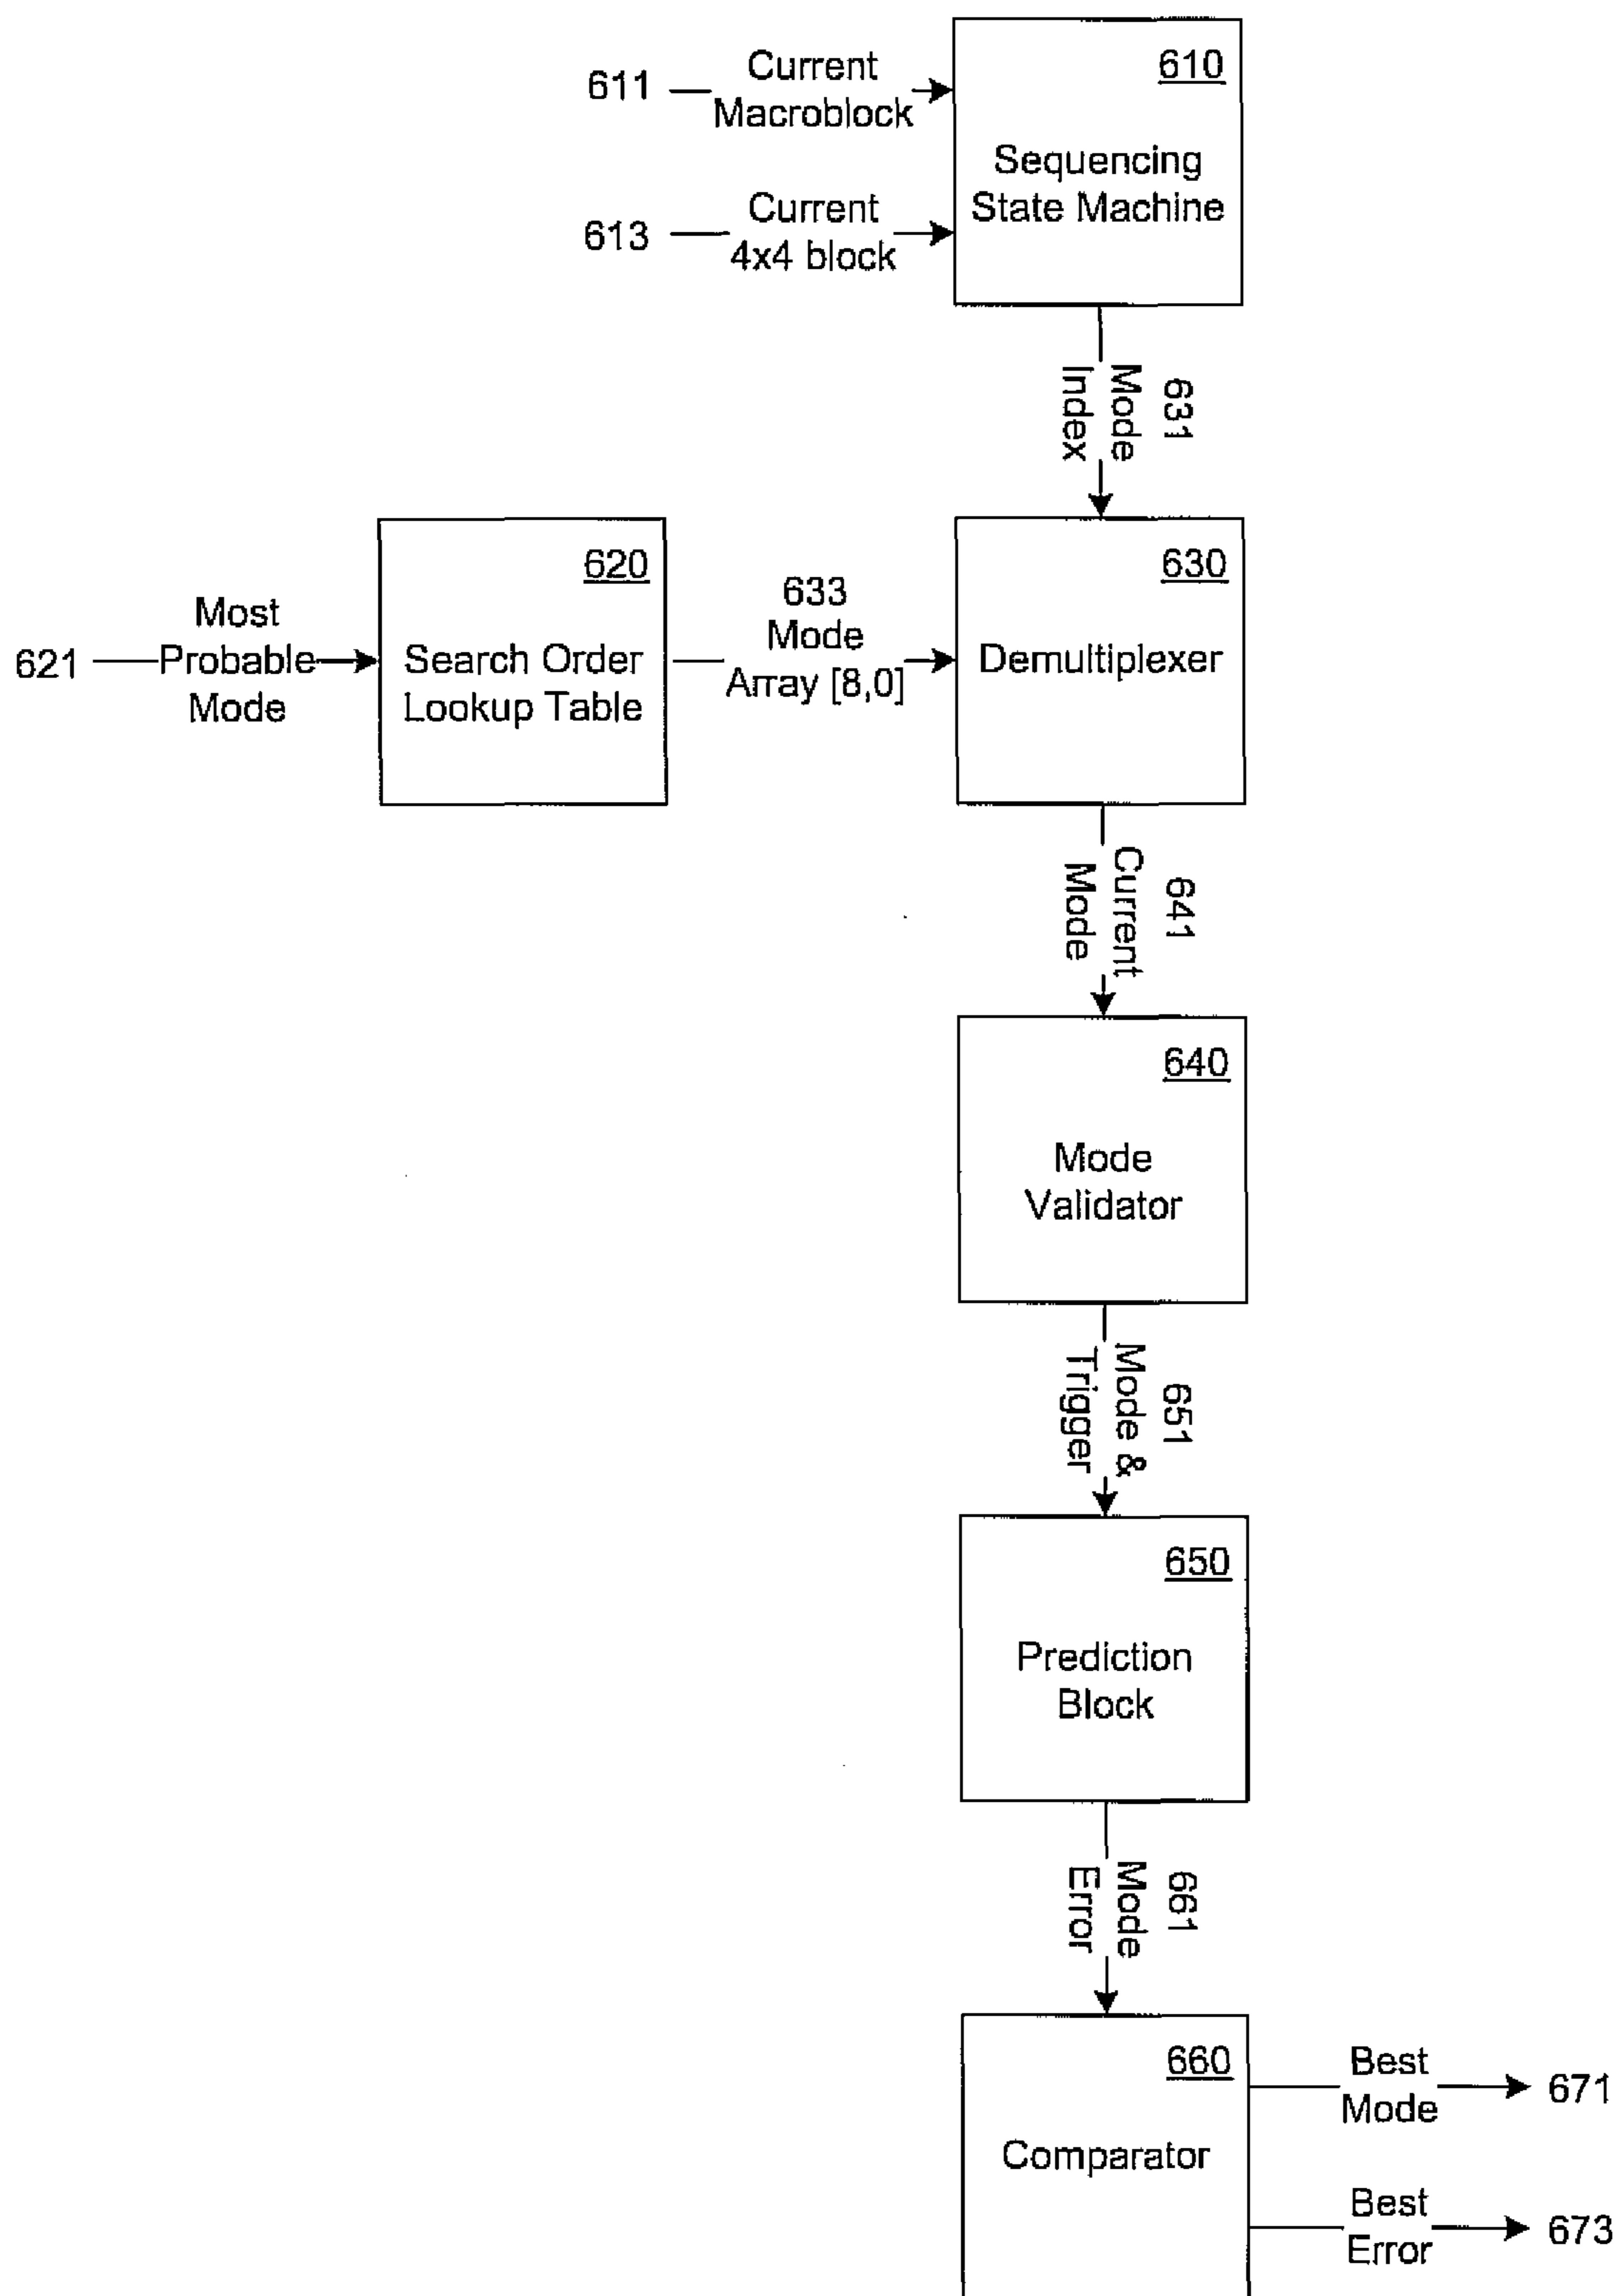 610
611
Current
Macroblock
Sequencing
State Machine
613
Current
4x4 block
631
Mode
Index
620
630
621
Most
Probable
Mode
Search Order
Lookup Table
633
Mode
Array [8,0]
Demultiplexer
641
Current
Mode
640
Mode
Validator
651
Mode &
Trigger
650
Prediction
Block
661
Mode
Error
660
Comparator
Best
Mode
671
Best
Error
673